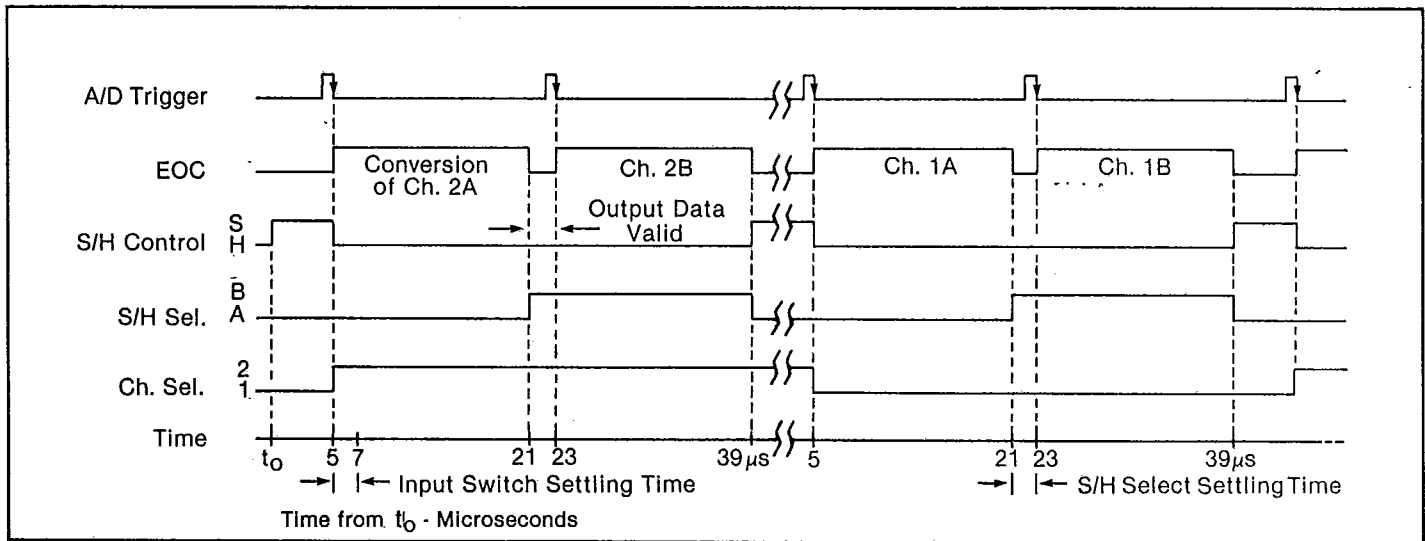 A/D Trigger
EOC
Conversion
of Ch. 2A
Ch. 2B
Ch. 1A
Ch. 1B
S/H Control
S
H
Output Data
Valid
S/H Sel.
B
A
Ch. Sel.
2
1
Time
to 5 7 21 23 39μs 5 21 23 39μs
Input Switch Settling Time
S/H Select Settling Time
Time from to - Microseconds